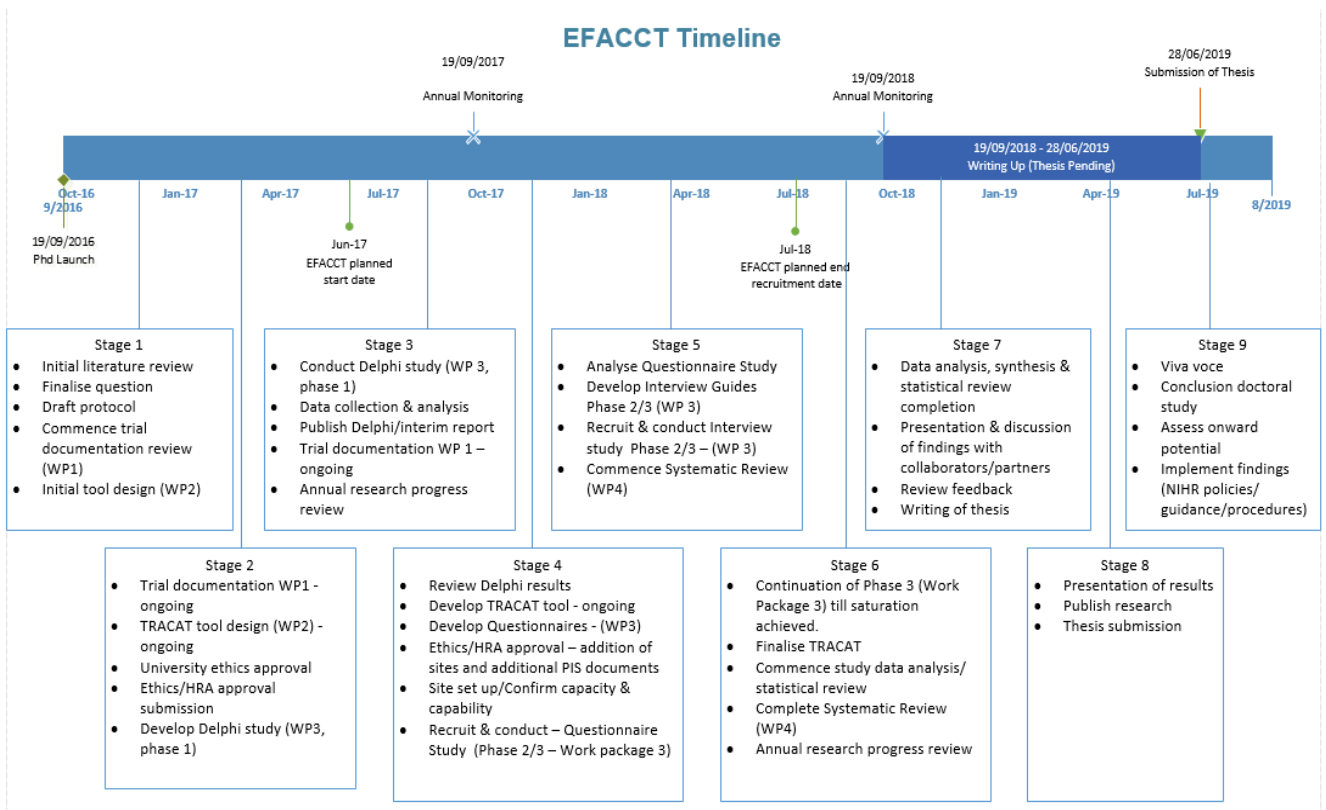 EFACCT Timeline
19/09/2017
Annual Monitoring
19/09/2018
Annual Monitoring
28/06/2019
Submission of Thesis
19/09/2018 - 28/06/2019
Writing Up (Thesis Pending)
Oct-16
Jan-17
Apr-17
Jul-17
Oct-17
Jan-18
Apr-18
Jul-18
Oct-18
Jan-19
Apr-19
Jul-19
9/2016
8/2019
19/09/2016
Phd Launch
Jun-17
EFACCT planned
start date
Jul-18
EFACCT planned end
recruitment date
Stage 1
• Initial literature review
• Finalise question
• Draft protocol
• Commence trial
documentation review
(WP1)
• Initial tool design (WP2)
Stage 3
• Conduct Delphi study (WP 3,
phase 1)
• Data collection & analysis
• Publish Delphi/interim report
• Trial documentation WP 1 –
ongoing
• Annual research progress
review
Stage 5
• Analyse Questionnaire Study
• Develop Interview Guides
Phase 2/3 (WP 3)
• Recruit & conduct Interview
study Phase 2/3 – (WP 3)
• Commence Systematic Review
(WP4)
Stage 7
• Data analysis, synthesis &
statistical review
completion
• Presentation & discussion
of findings with
collaborators/partners
• Review feedback
• Writing of thesis
Stage 9
• Viva voce
• Conclusion doctoral
study
• Assess onward
potential
• Implement findings
(NIHR policies/
guidance/procedures)
Stage 2
• Trial documentation WP1 -
ongoing
• TRACAT tool design (WP2) -
ongoing
• University ethics approval
• Ethics/HRA approval
submission
• Develop Delphi study (WP3,
phase 1)
Stage 4
• Review Delphi results
• Develop TRACAT tool - ongoing
• Develop Questionnaires - (WP3)
• Ethics/HRA approval – addition of
sites and additional PIS documents
• Site set up/Confirm capacity &
capability
• Recruit & conduct – Questionnaire
Study (Phase 2/3 – Work package 3)
Stage 6
• Continuation of Phase 3 (Work
Package 3) till saturation
achieved.
• Finalise TRACAT
• Commence study data analysis/
statistical review
• Complete Systematic Review
(WP4)
• Annual research progress review
Stage 8
• Presentation of results
• Publish research
• Thesis submission